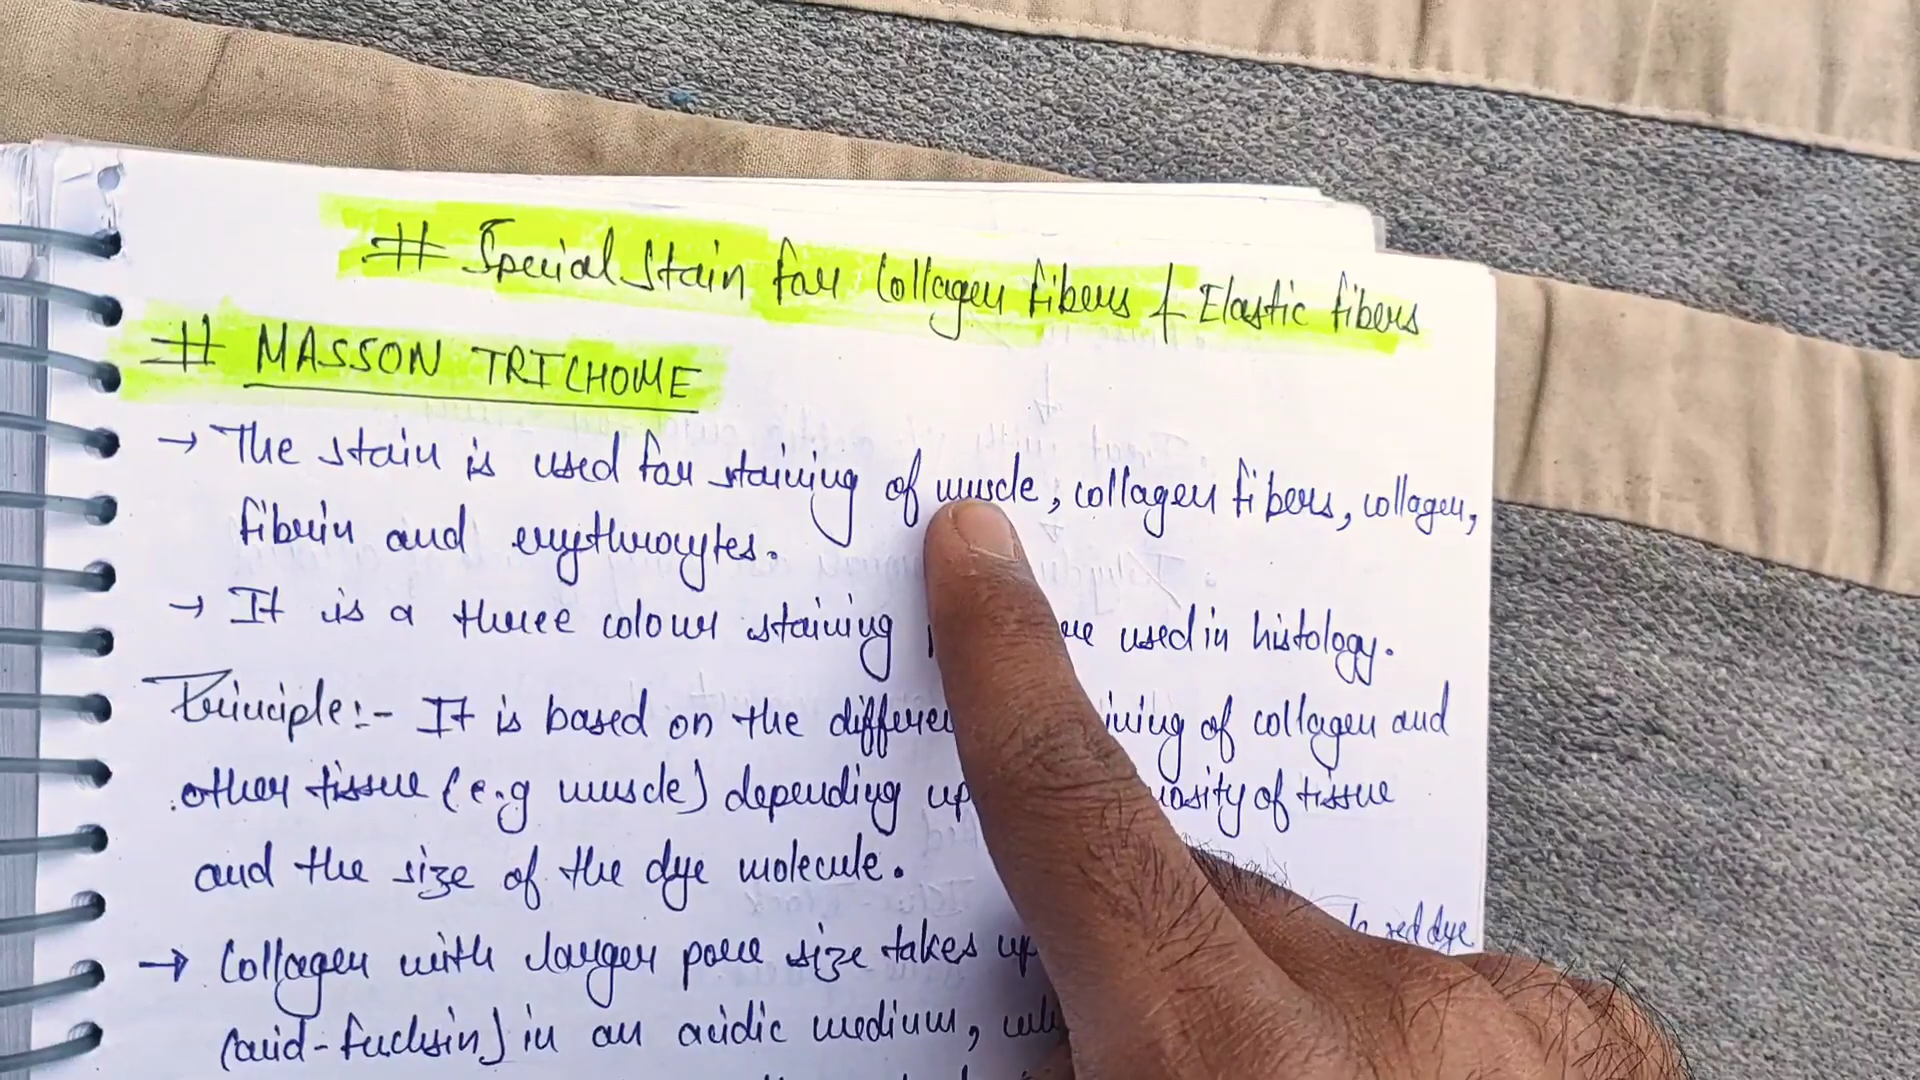 # Special Stain for Collagen fibers & Elastic fibers
# MASSON TRICHOME
→ The stain is used for staining of muscle, collagen fibers, collagen,
fibrin and erythrocytes.
→ It is a three colour staining used in histology.
Principle:- It is based on the of collagen and
other tissue (e.g muscle) depending of tissue
and the size of the dye molecule.
→ Collagen with larger pore size takes up red dye
(acid-fuchsin) in an acidic medium,